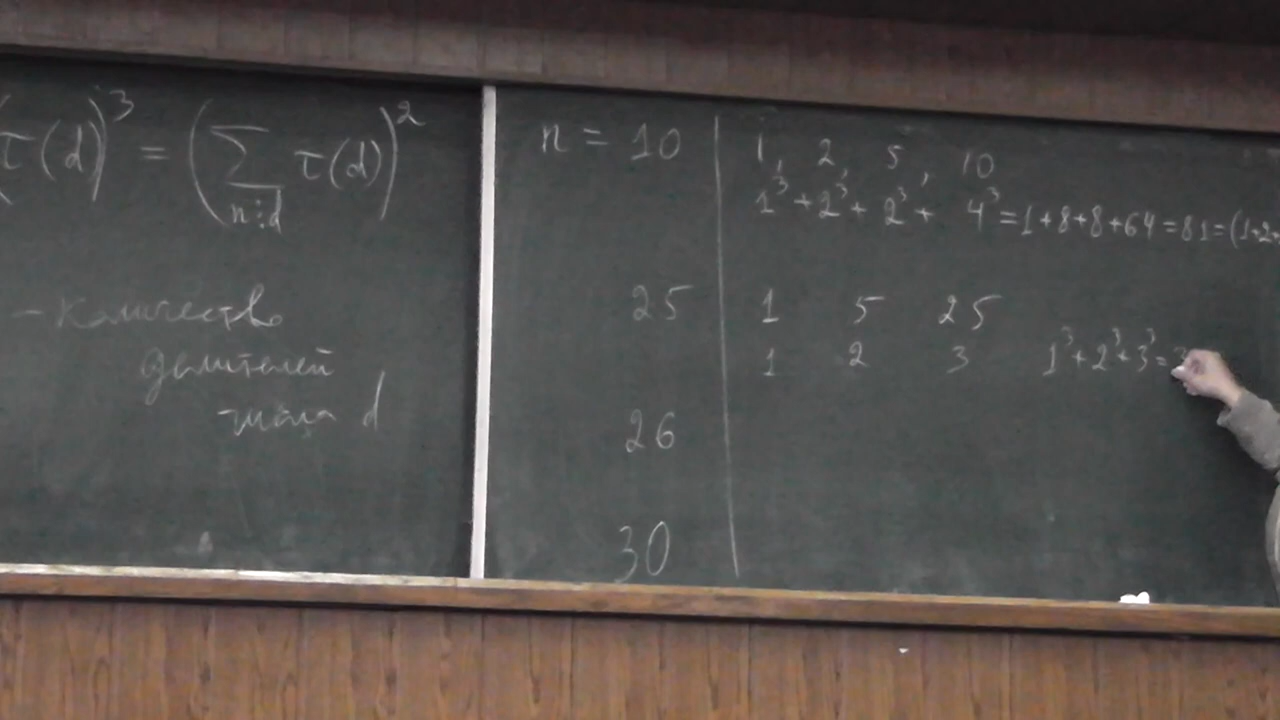 τ(d))³ = (∑ τ(d))²
n⋮d
- количество
делителей
числа d
n = 10
1, 2, 5, 10
1³ + 2³ + 2³ + 4³ = 1+8+8+64 = 81 = (1+2+
25 1 5 25
1 2 3 1³+2³+3³=3
26
30